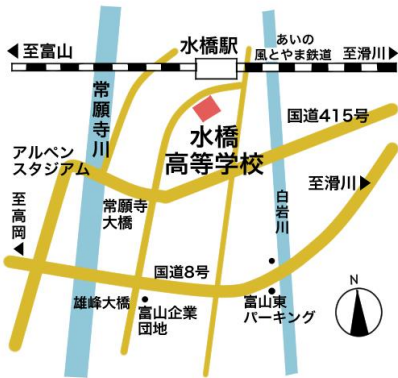 水橋駅
あいの
風とやま鉄道
至富山
至滑川
常願寺川
国道415号
水橋
高等学校
アルペン
スタジアム
至滑川
至高岡
常願寺
大橋
白岩川
国道8号
雄峰大橋
富山企業
団地
富山東
パーキング
N